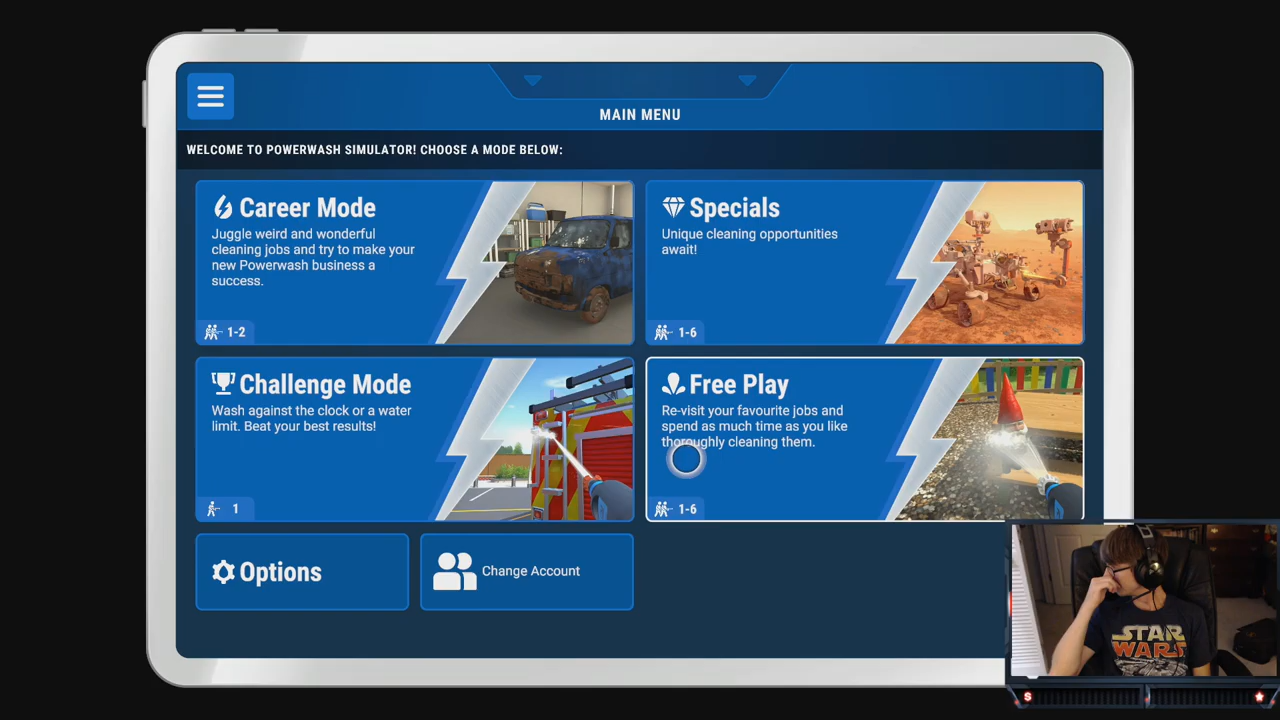 MAIN MENU
WELCOME TO POWERWASH SIMULATOR! CHOOSE A MODE BELOW:
Career Mode
Juggle weird and wonderful
cleaning jobs and try to make your
new Powerwash business a
success.
1-2
Specials
Unique cleaning opportunities
await!
1-6
Challenge Mode
Wash against the clock or a water
limit. Beat your best results!
1
Free Play
Re-visit your favourite jobs and
spend as much time as you like
thoroughly cleaning them.
1-6
Options
Change Account
STAR
WARS
S